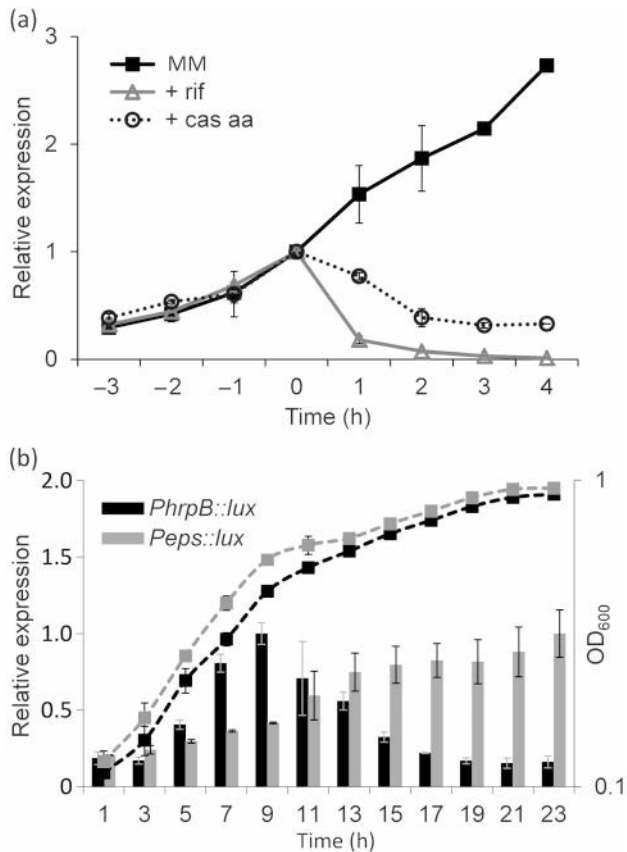 (a)
3
2
1
0
Relative expression
MM
+ rif
+ cas aa
−3 −2 −1 0 1 2 3 4
Time (h)
(b)
2.0
1.5
1.0
0.5
0
Relative expression
PhrpB::lux
Peps::lux
1
0.1
OD600
1 3 5 7 9 11 13 15 17 19 21 23
Time (h)